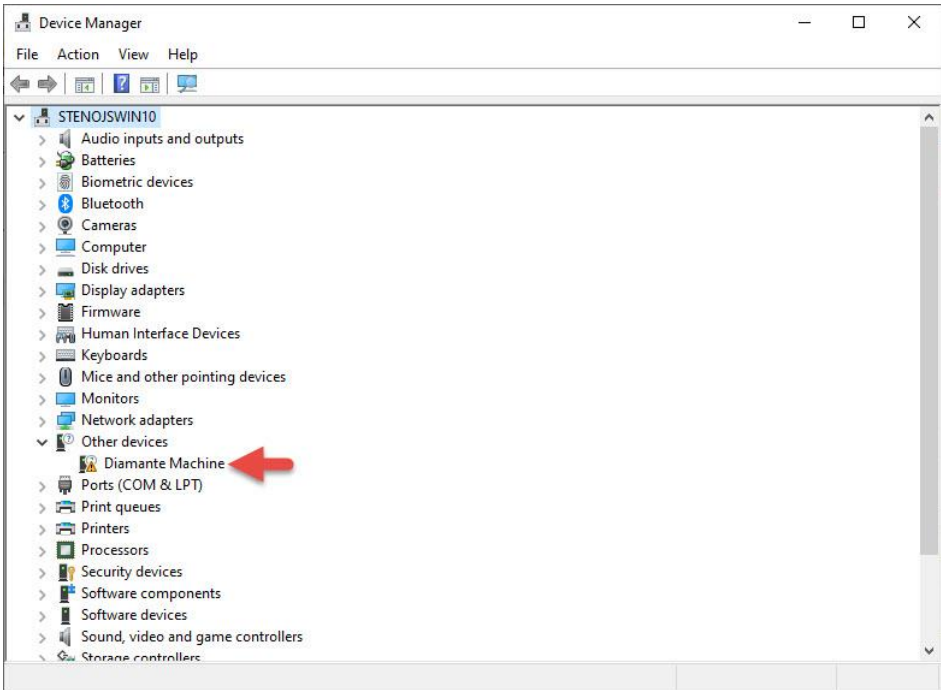 Device Manager
File Action View Help
STENOJSWIN10
Audio inputs and outputs
Batteries
Biometric devices
Bluetooth
Cameras
Computer
Disk drives
Display adapters
Firmware
Human Interface Devices
Keyboards
Mice and other pointing devices
Monitors
Network adapters
Other devices
Diamante Machine
Ports (COM & LPT)
Print queues
Printers
Processors
Security devices
Software components
Software devices
Sound, video and game controllers
Storage controllers